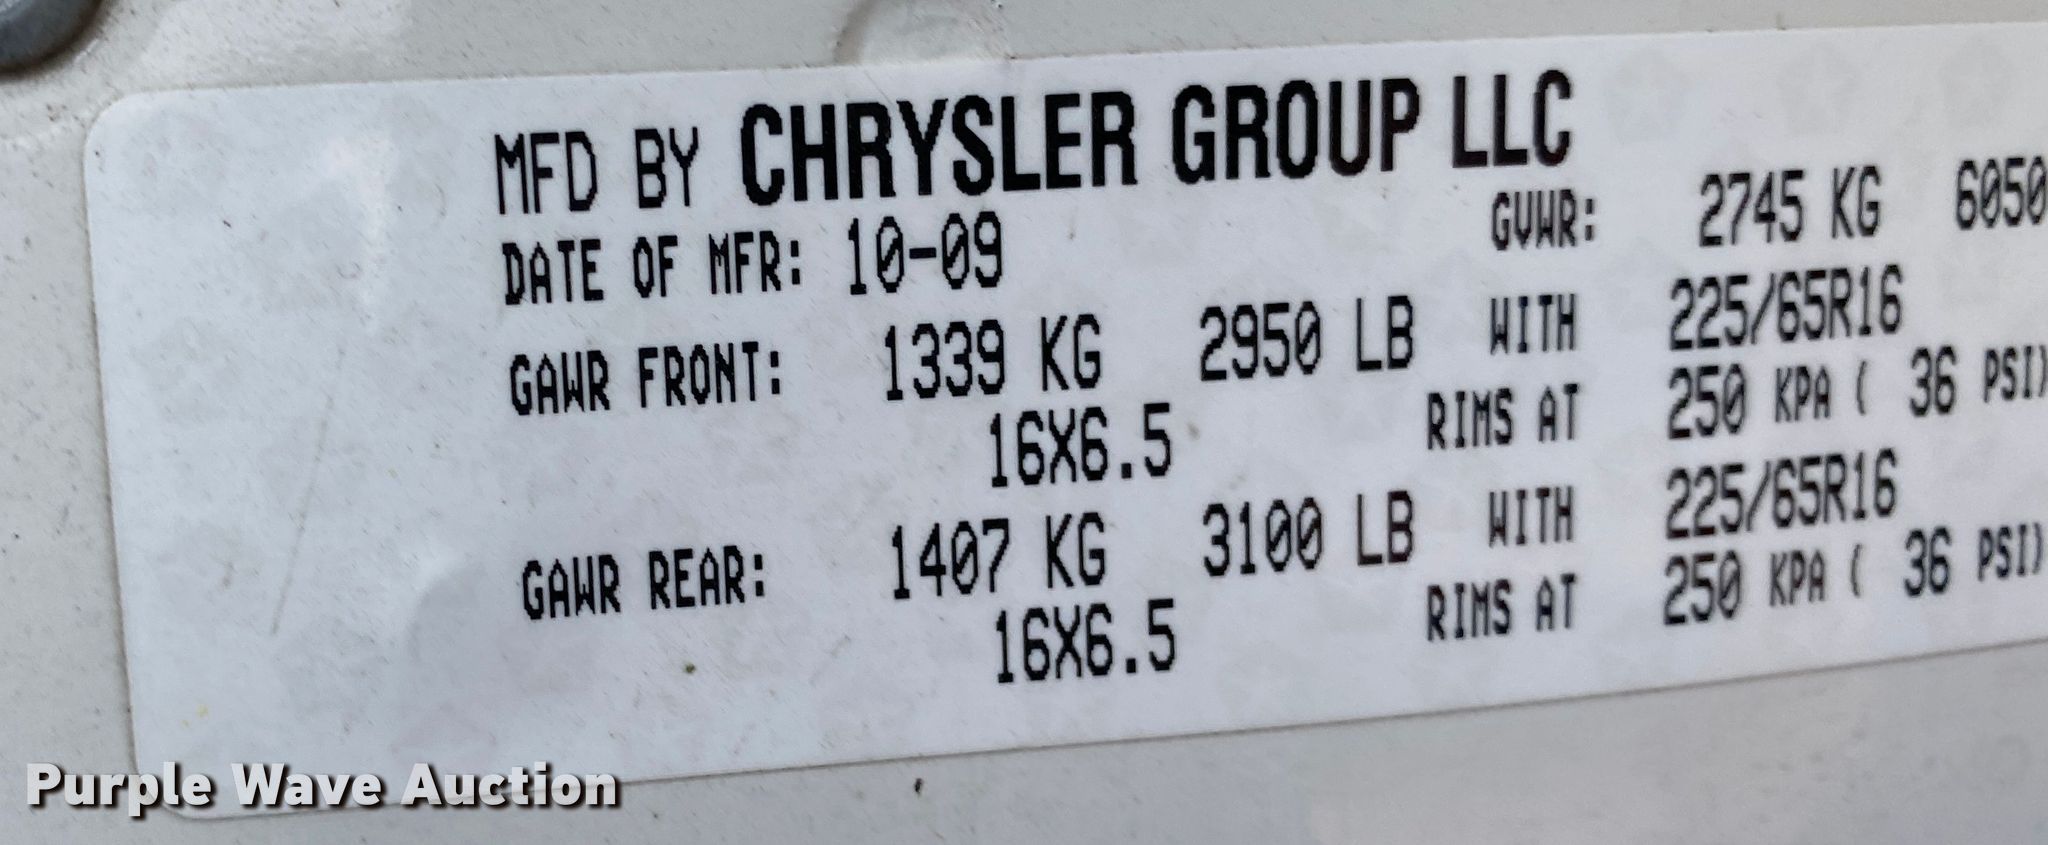 MFD BY CHRYSLER GROUP LLC
DATE OF MFR: 10-09 GVWR: 2745 KG 6050
GAWR FRONT: 1339 KG 2950 LB WITH 225/65R16
16X6.5 RIMS AT 250 KPA ( 36 PSI)
GAWR REAR: 1407 KG 3100 LB WITH 225/65R16
16X6.5 RIMS AT 250 KPA ( 36 PSI)
Purple Wave Auction